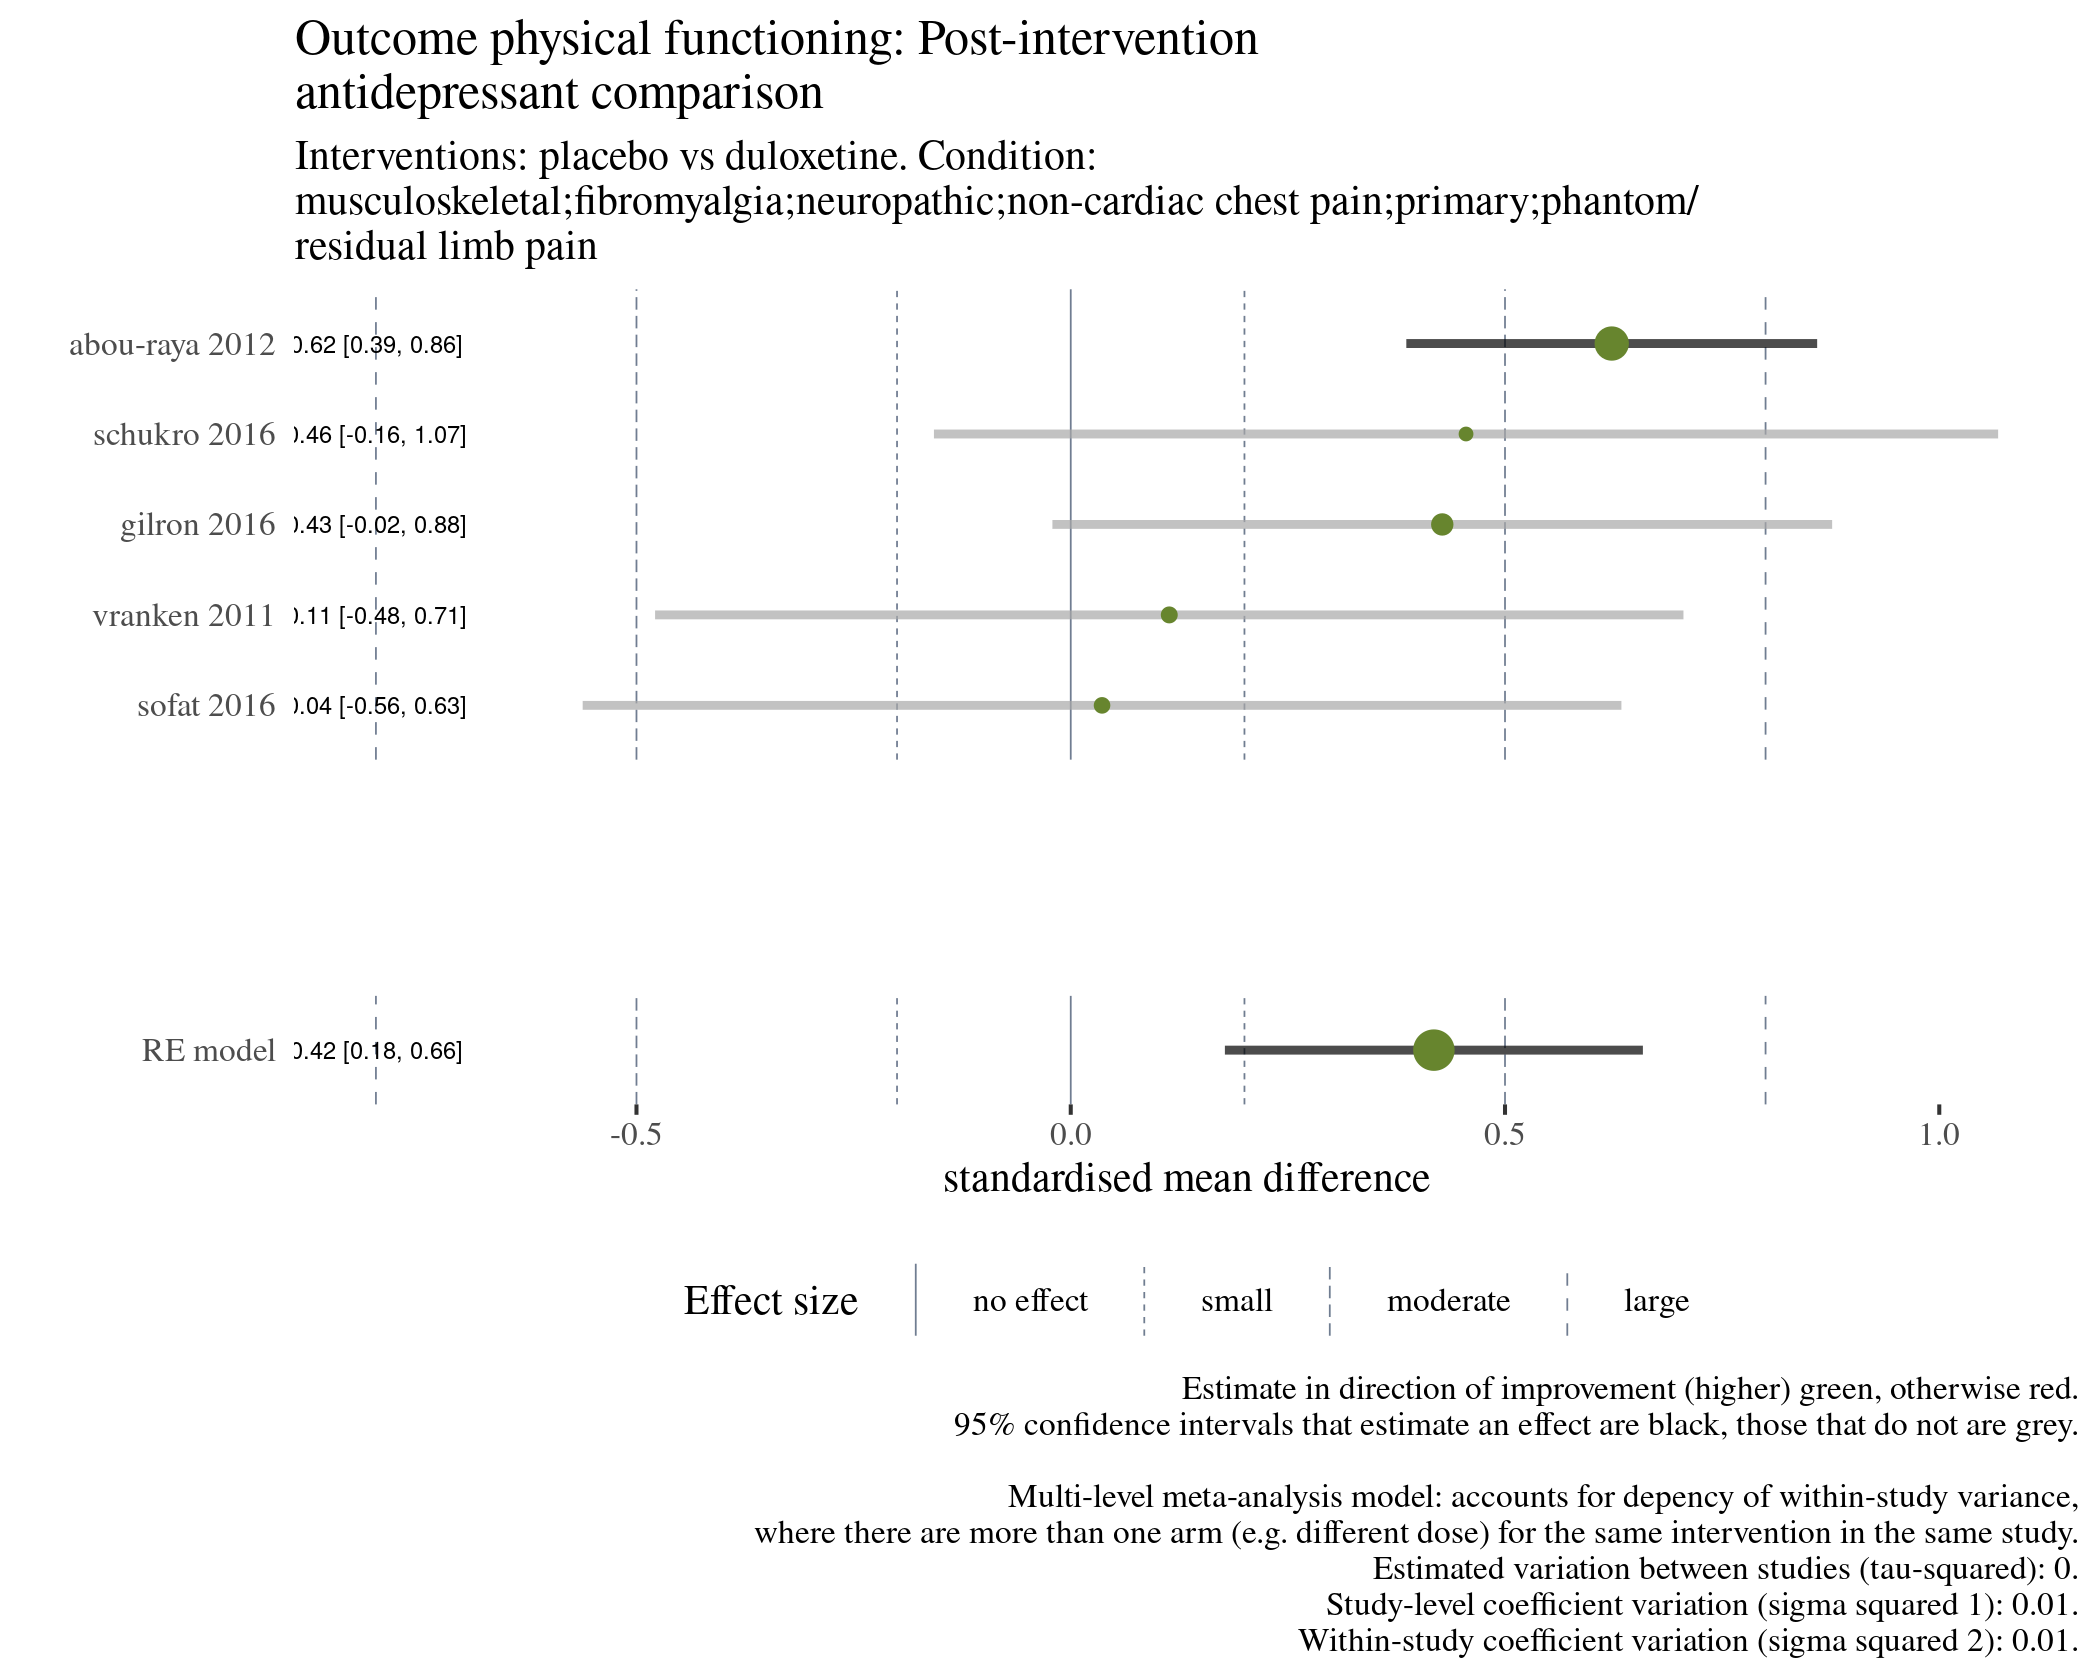 Outcome physical functioning: Post-intervention
antidepressant comparison
Interventions: placebo vs duloxetine. Condition:
musculoskeletal;fibromyalgia;neuropathic;non-cardiac chest pain;primary;phantom/
residual limb pain
abou-raya 2012 0.62 [0.39, 0.86]
schukro 2016 0.46 [-0.16, 1.07]
gilron 2016 0.43 [-0.02, 0.88]
vranken 2011 0.11 [-0.48, 0.71]
sofat 2016 0.04 [-0.56, 0.63]
RE model 0.42 [0.18, 0.66]
-0.5 0.0 0.5 1.0
standardised mean difference
Effect size no effect small moderate large
Estimate in direction of improvement (higher) green, otherwise red.
95% confidence intervals that estimate an effect are black, those that do not are grey.
Multi-level meta-analysis model: accounts for depency of within-study variance,
where there are more than one arm (e.g. different dose) for the same intervention in the same study.
Estimated variation between studies (tau-squared): 0.
Study-level coefficient variation (sigma squared 1): 0.01.
Within-study coefficient variation (sigma squared 2): 0.01.